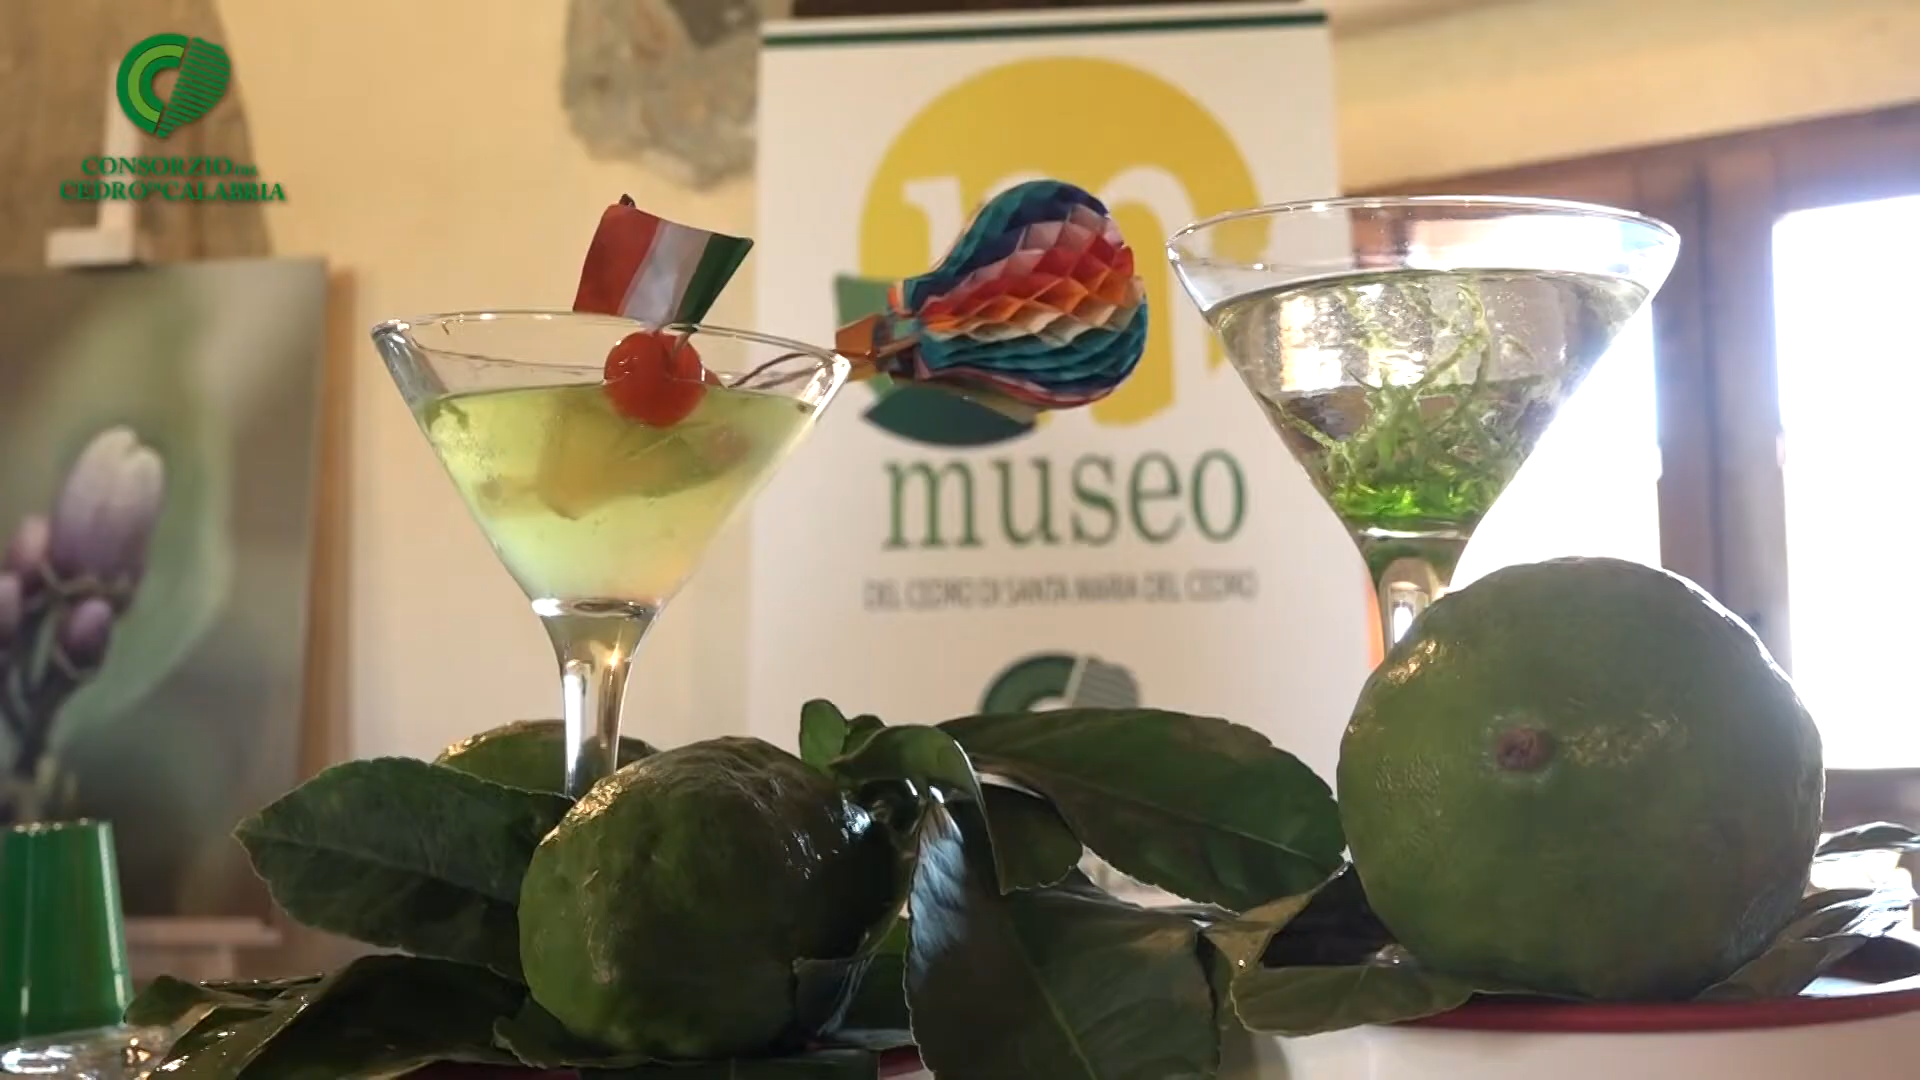 CONSORZIO DEL
CEDRO DI CALABRIA
m
museo
DEL CEDRO DI SANTA MARIA DEL CEDRO